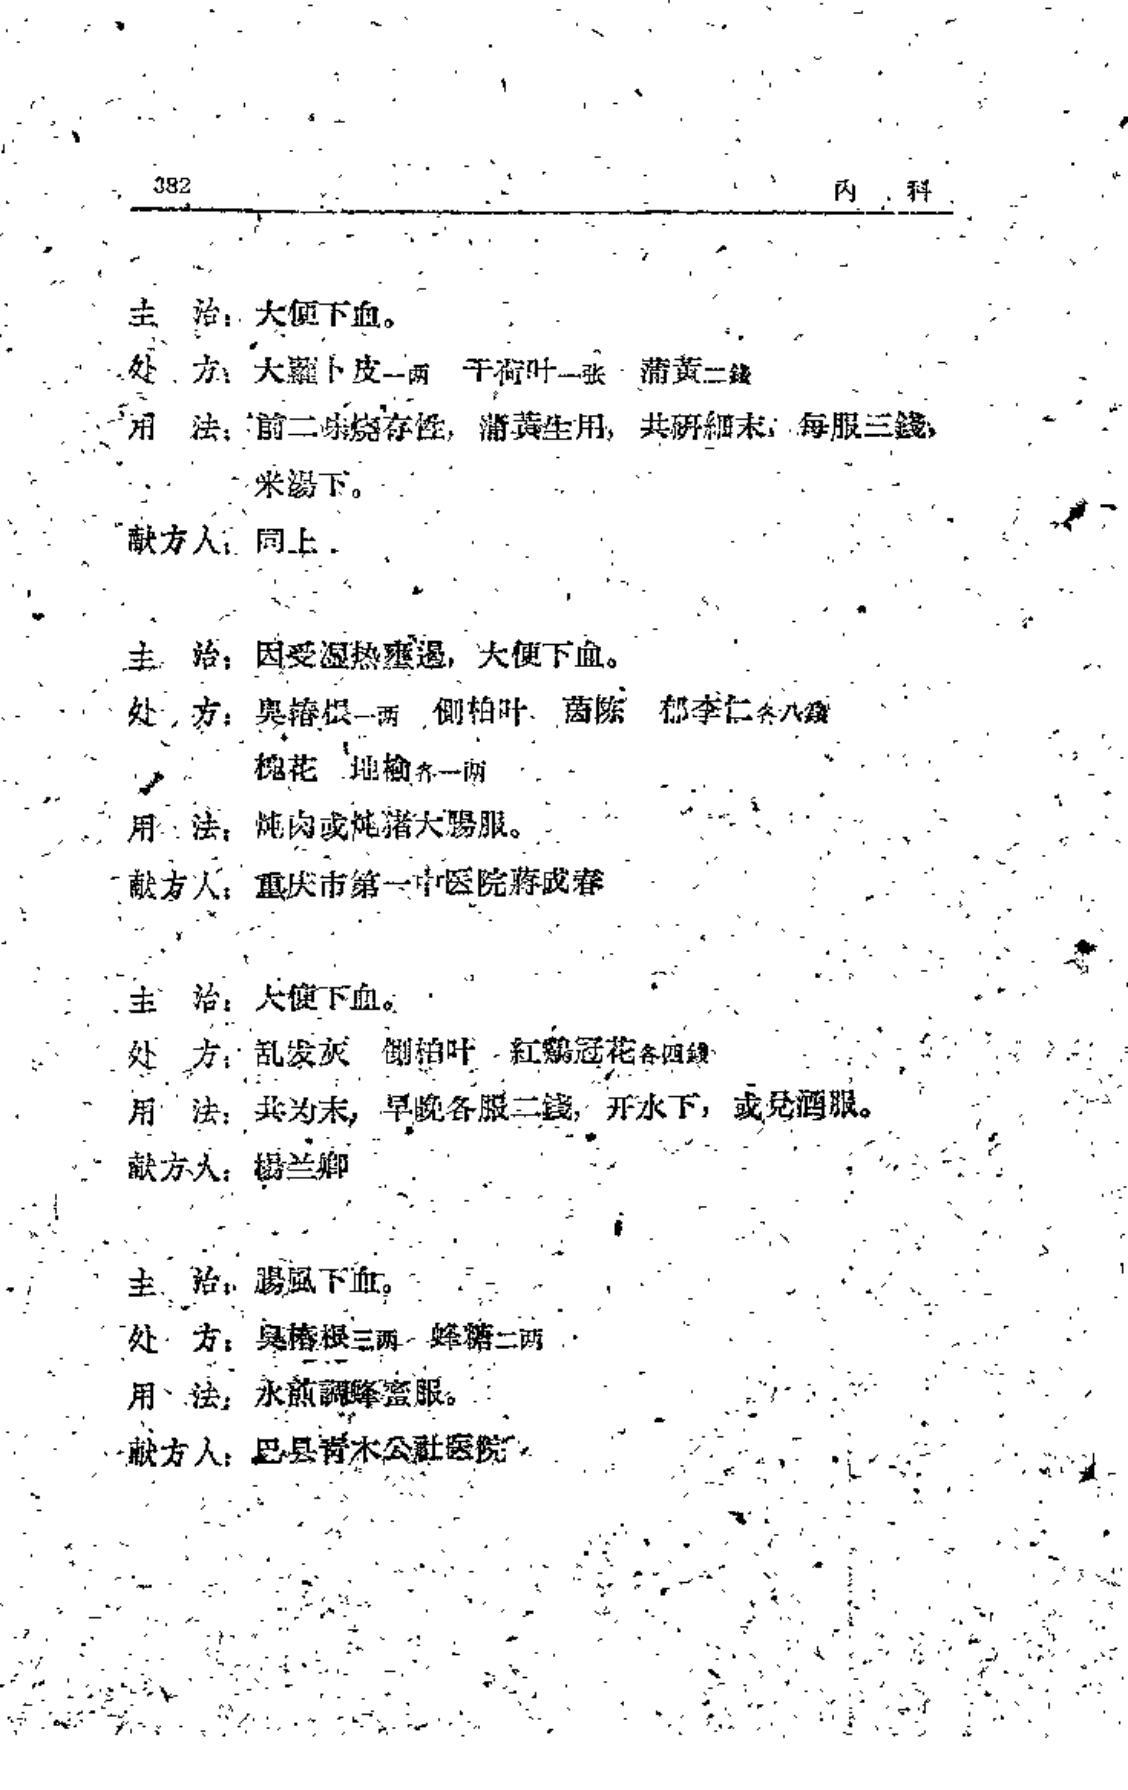 382
内 科
主 治：大便下血。
处 方：大蘿卜皮一两 干荷叶一张 蒲黄二錢
用 法：前二味烧存性，蒲黄生用，共研細末，每服三錢，
米湯下。
献方人：同上
主 治：因受湿热壅遏，大便下血。
处 方：臭椿根一两 側柏叶 茵陈 郁李仁各八錢
槐花 地榆各一两
用 法：炖肉或炖猪大腸服。
献方人：重庆市第一中医院蔣成春
主 治：大便下血。
处 方：乱发灰 側柏叶 紅鷄冠花各四錢
用 法：共为末，早晚各服二錢，开水下，或兑酒服。
献方人：楊兰卿
主 治：腸風下血。
处 方：臭椿根三两 蜂糖二两
用 法：水煎調蜂蜜服。
献方人：巴县青木公社医院